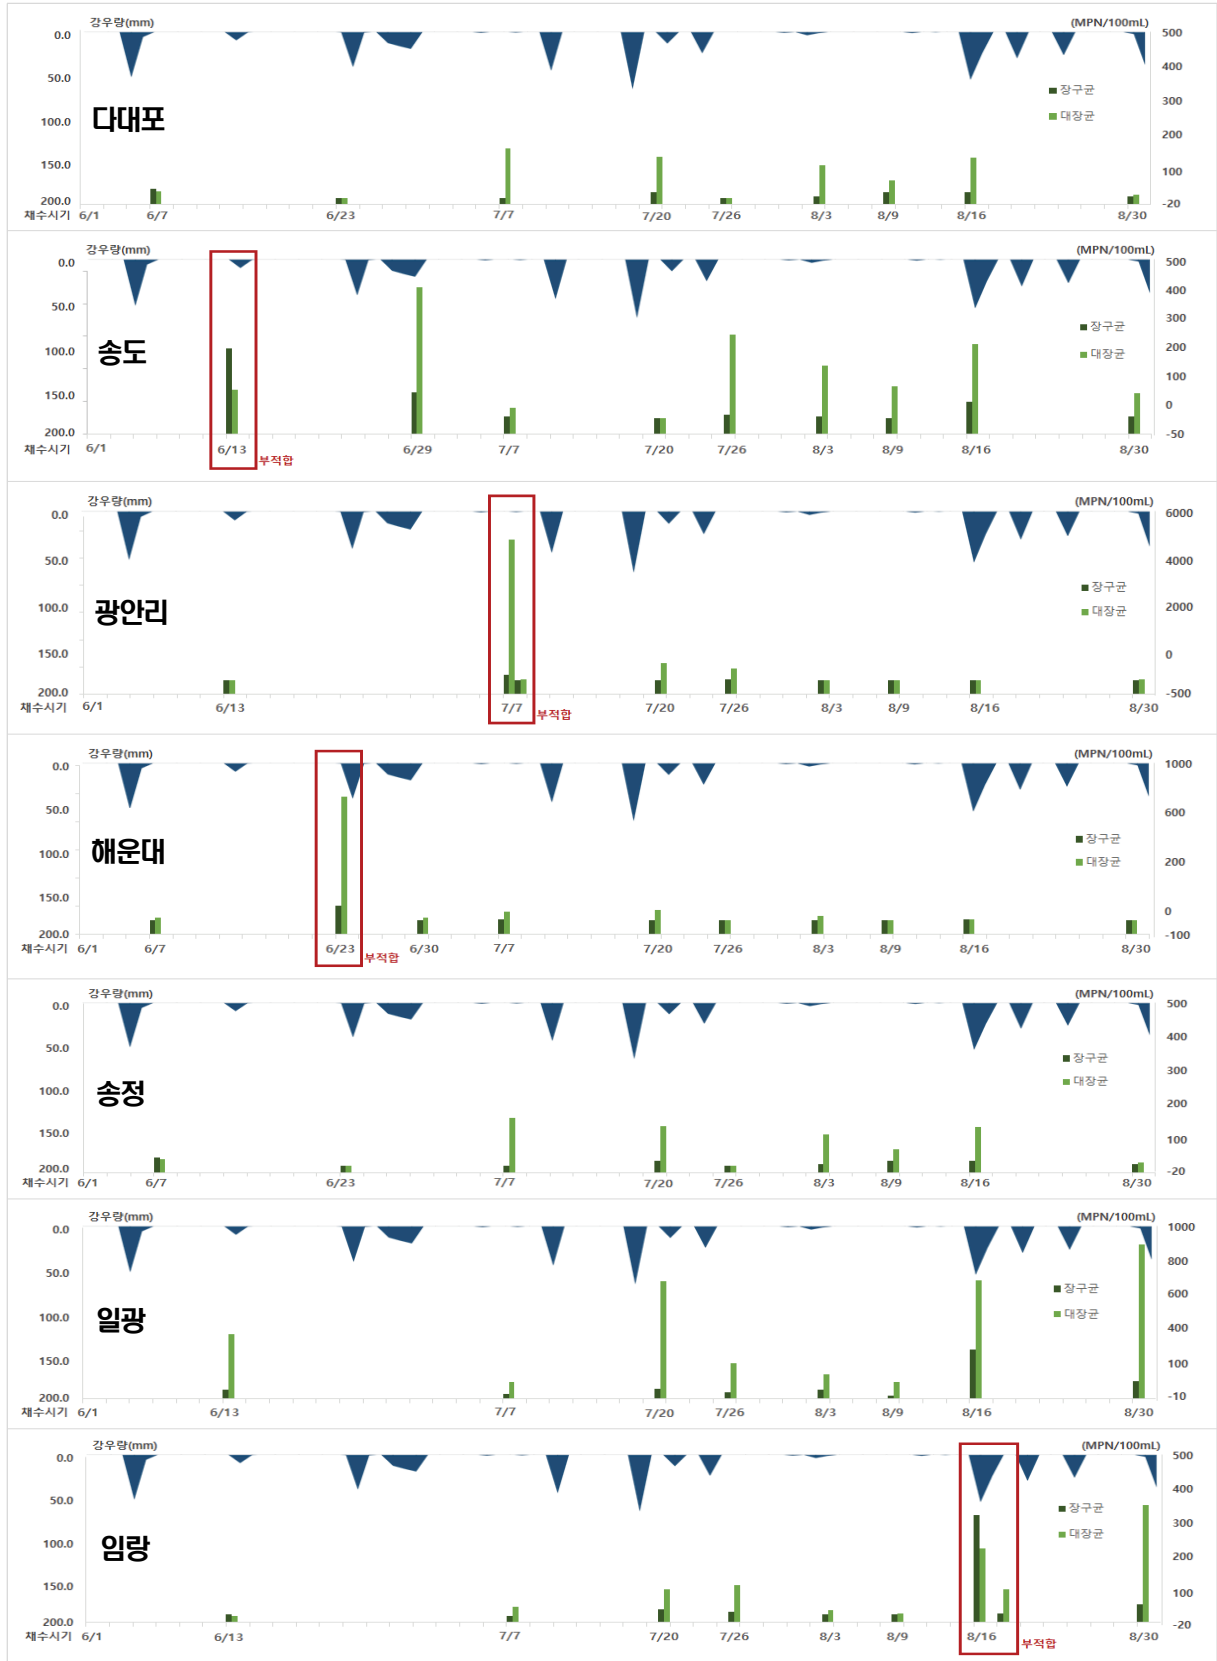 강우량(mm) (MPN/100mL)
0.0 500
50.0 400
100.0 300
150.0 200
200.0 100
-20
다대포
장구균
대장균
채수시기 6/1 6/7 6/23 7/7 7/20 7/26 8/3 8/9 8/16 8/30
강우량(mm) (MPN/100mL)
0.0 500
50.0 400
100.0 300
150.0 200
200.0 100
0
-50
송도
장구균
대장균
채수시기 6/1 6/13 6/29 7/7 7/20 7/26 8/3 8/9 8/16 8/30
부적합
강우량(mm) (MPN/100mL)
0.0 6000
50.0 4000
100.0 2000
150.0 0
200.0 -500
광안리
장구균
대장균
채수시기 6/1 6/13 7/7 7/20 7/26 8/3 8/9 8/16 8/30
부적합
강우량(mm) (MPN/100mL)
0.0 1000
50.0 600
100.0 200
150.0 0
200.0 -100
해운대
장구균
대장균
채수시기 6/1 6/7 6/23 6/30 7/7 7/20 7/26 8/3 8/9 8/16 8/30
부적합
강우량(mm) (MPN/100mL)
0.0 500
50.0 400
100.0 300
150.0 200
200.0 100
-20
송정
장구균
대장균
채수시기 6/1 6/7 6/23 7/7 7/20 7/26 8/3 8/9 8/16 8/30
강우량(mm) (MPN/100mL)
0.0 1000
50.0 800
100.0 600
150.0 400
200.0 100
-10
일광
장구균
대장균
채수시기 6/1 6/13 7/7 7/20 7/26 8/3 8/9 8/16 8/30
강우량(mm) (MPN/100mL)
0.0 500
50.0 400
100.0 300
150.0 200
200.0 100
-20
임랑
장구균
대장균
채수시기 6/1 6/13 7/7 7/20 7/26 8/3 8/9 8/16 8/30
부적합